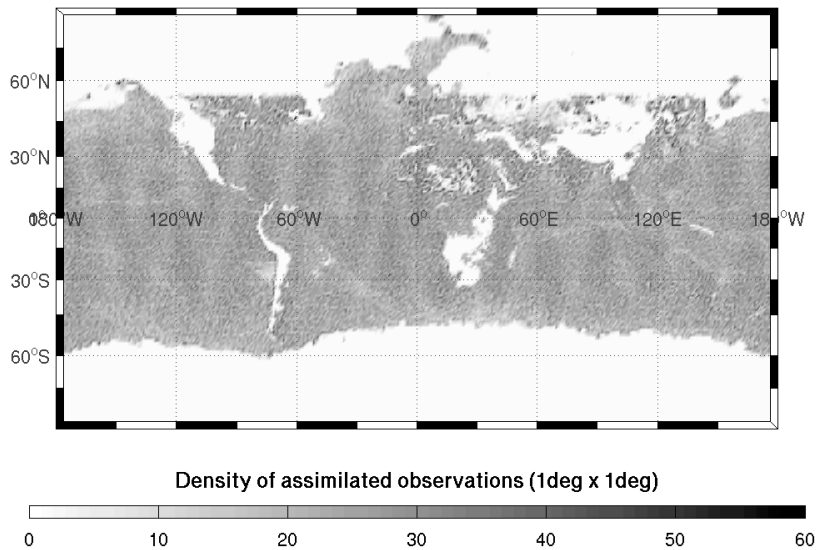 60°N
30°N
180°W 120°W 60°W 0° 60°E 120°E 180°W
0°
30°S
60°S
Density of assimilated observations (1deg x 1deg)
0 10 20 30 40 50 60